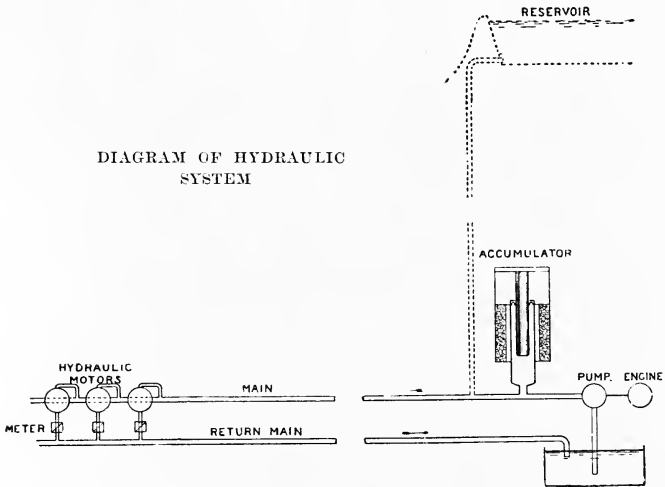 RESERVOIR
DIAGRAM OF HYDRAULIC
SYSTEM
ACCUMULATOR
HYDRAULIC
MOTORS
MAIN
PUMP. ENGINE
METER
RETURN MAIN